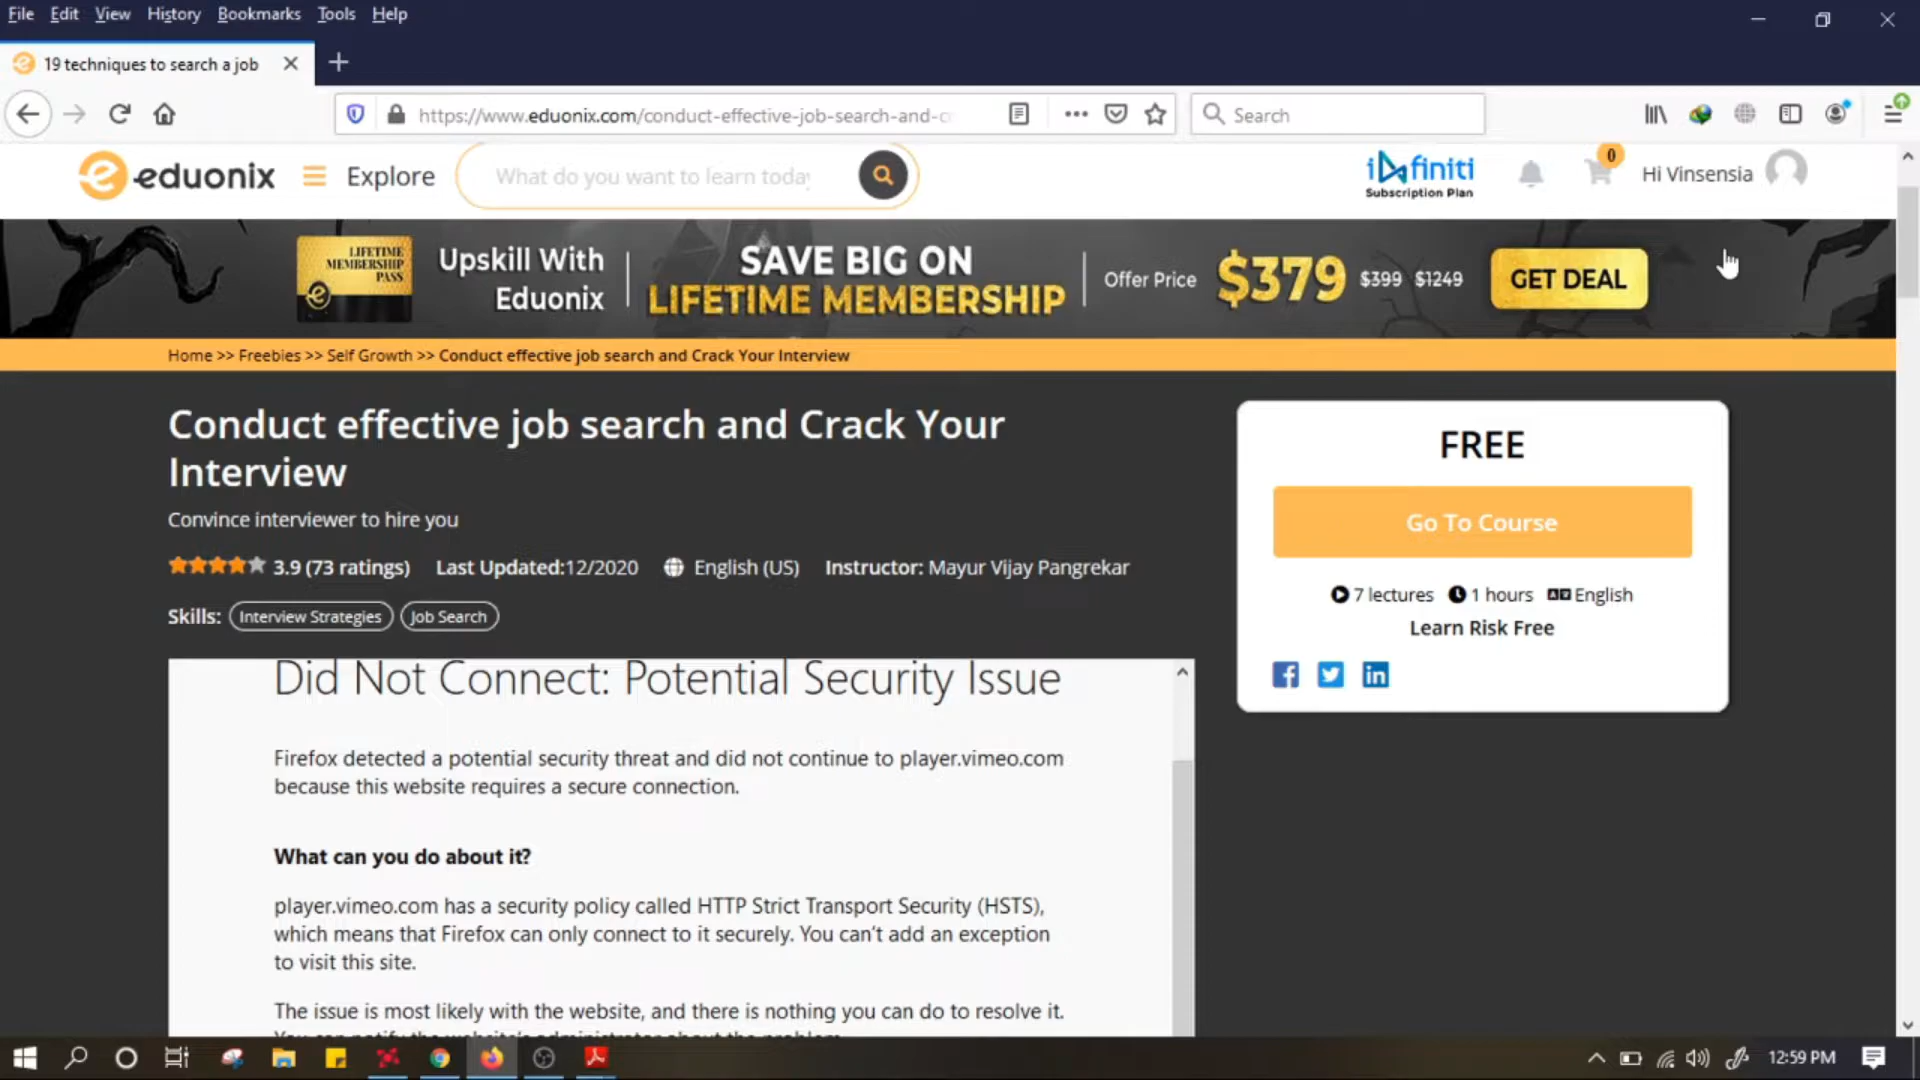 File Edit View History Bookmarks Tools Help
19 techniques to search a job
https://www.eduonix.com/conduct-effective-job-search-and-c
Search
eduonix
Explore
What do you want to learn today
infiniti
Subscription Plan
0
Hi Vinsensia
LIFETIME
MEMBERSHIP
PASS
Upskill With
Eduonix
SAVE BIG ON
LIFETIME MEMBERSHIP
Offer Price $379 $399 $1249
GET DEAL
Home >> Freebies >> Self Growth >> Conduct effective job search and Crack Your Interview
Conduct effective job search and Crack Your
Interview
Convince interviewer to hire you
3.9 (73 ratings) Last Updated:12/2020 English (US) Instructor: Mayur Vijay Pangrekar
Skills: Interview Strategies Job Search
FREE
Go To Course
7 lectures 1 hours English
Learn Risk Free
Did Not Connect: Potential Security Issue
Firefox detected a potential security threat and did not continue to player.vimeo.com
because this website requires a secure connection.
What can you do about it?
player.vimeo.com has a security policy called HTTP Strict Transport Security (HSTS),
which means that Firefox can only connect to it securely. You can't add an exception
to visit this site.
The issue is most likely with the website, and there is nothing you can do to resolve it.
You can notify the website's administrator about the problem.
12:59 PM